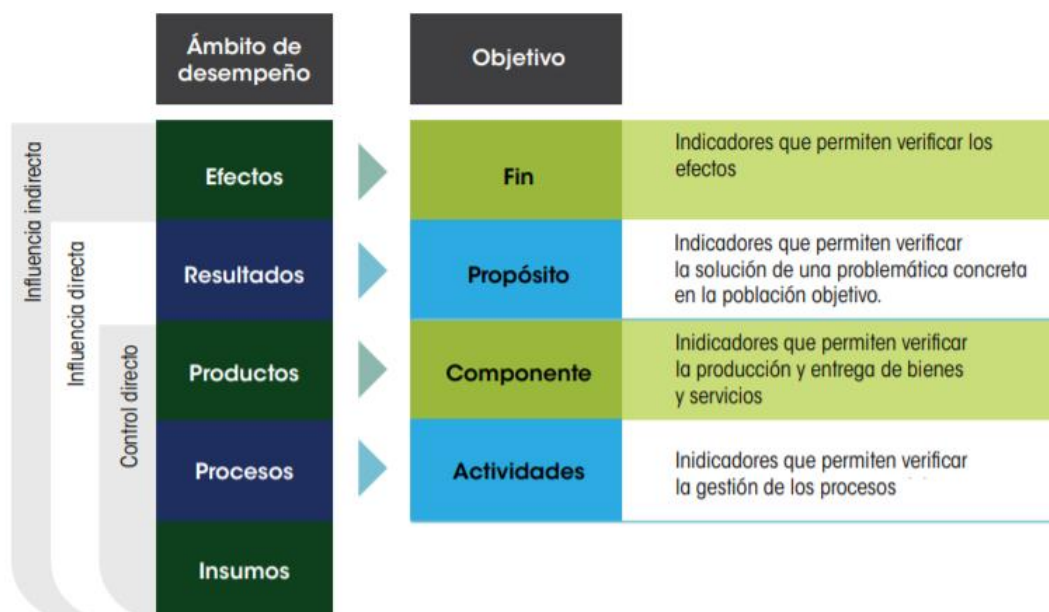 Ámbito de
desempeño
Objetivo
Influencia indirecta
Influencia directa
Control directo
Efectos
Fin
Indicadores que permiten verificar los
efectos
Resultados
Propósito
Indicadores que permiten verificar
la solución de una problemática concreta
en la población objetivo.
Productos
Componente
Inidicadores que permiten verificar
la producción y entrega de bienes
y servicios
Procesos
Actividades
Inidicadores que permiten verificar
la gestión de los procesos
Insumos